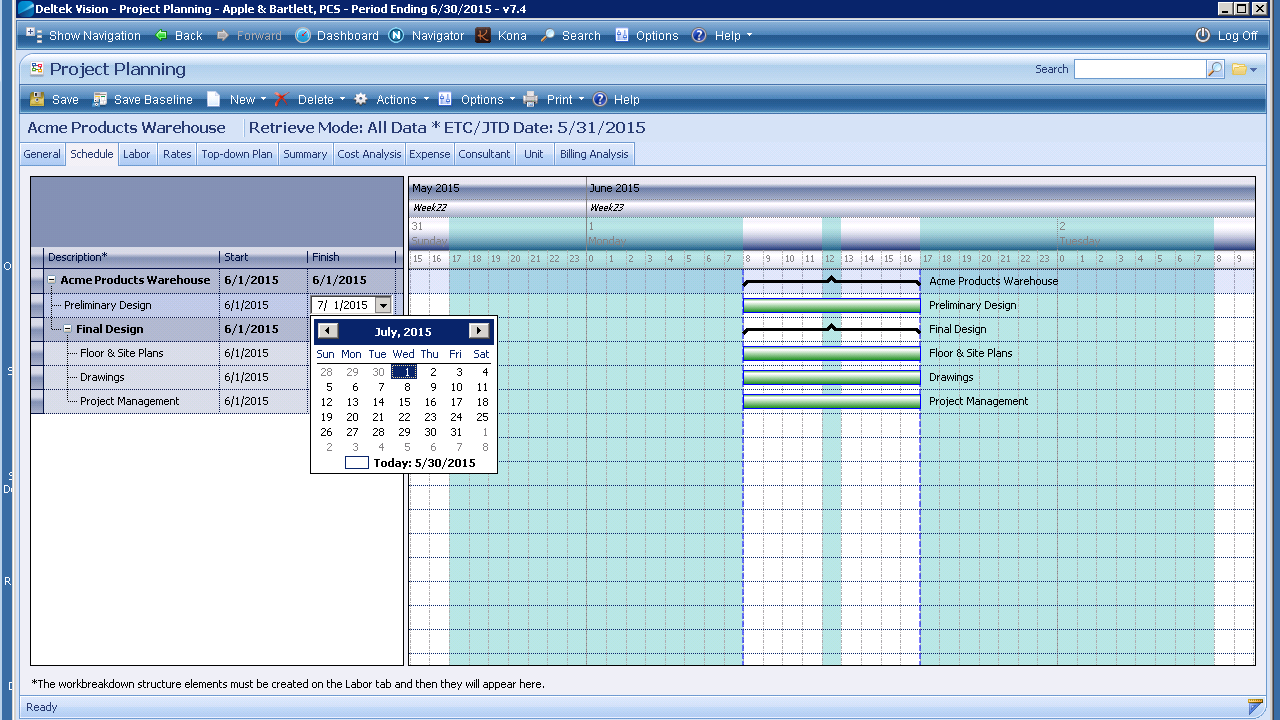 Deltek Vision - Project Planning - Apple & Bartlett, PCS - Period Ending 6/30/2015 - v7.4
Show Navigation Back Forward Dashboard Navigator Kona Search Options Help Log Off
Project Planning Search
Save Save Baseline New Delete Actions Options Print Help
Acme Products Warehouse Retrieve Mode: All Data * ETC/JTD Date: 5/31/2015
General Schedule Labor Rates Top-down Plan Summary Cost Analysis Expense Consultant Unit Billing Analysis
May 2015 June 2015
Week22 Week23
31 1 2
Sunday Monday Tuesday
Description* Start Finish
15 16 17 18 19 20 21 22 23 0 1 2 3 4 5 6 7 8 9 10 11 12 13 14 15 16 17 18 19 20 21 22 23 0 1 2 3 4 5 6 7 8 9
Acme Products Warehouse 6/1/2015 6/1/2015 Acme Products Warehouse
Preliminary Design 6/1/2015 7/ 1/2015 Preliminary Design
Final Design 6/1/2015 Final Design
Floor & Site Plans 6/1/2015 Floor & Site Plans
Drawings 6/1/2015 Drawings
Project Management 6/1/2015 Project Management
July, 2015
Sun Mon Tue Wed Thu Fri Sat
28 29 30 1 2 3 4
5 6 7 8 9 10 11
12 13 14 15 16 17 18
19 20 21 22 23 24 25
26 27 28 29 30 31 1
2 3 4 5 6 7 8
Today: 5/30/2015
*The workbreakdown structure elements must be created on the Labor tab and then they will appear here.
Ready